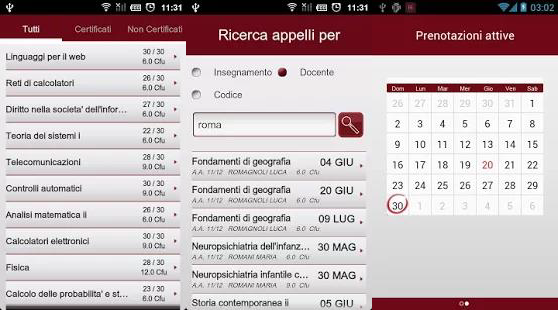 11:31
Tutti Certificati Non Certificati
Linguaggi per il web 30 / 30
6.0 Cfu
Reti di calcolatori 30 / 30
6.0 Cfu
Diritto nella societa' dell'infor... 27 / 30
6.0 Cfu
Teoria dei sistemi i 22 / 30
6.0 Cfu
Telecomunicazioni 28 / 30
9.0 Cfu
Controlli automatici 30 / 30
9.0 Cfu
Analisi matematica ii 26 / 30
6.0 Cfu
Calcolatori elettronici 30 / 30
9.0 Cfu
Fisica 28 / 30
12.0 Cfu
Calcolo delle probabilita' e st... 23 / 30
6.0 Cfu
11:31
Ricerca appelli per
Insegnamento Docente
Codice
roma
Fondamenti di geografia 04 GIU
A.A. 11/12 ROMAGNOLI LUCA 6.0 Cfu
Fondamenti di geografia 20 GIU
A.A. 11/12 ROMAGNOLI LUCA 6.0 Cfu
Fondamenti di geografia 09 LUG
A.A. 11/12 ROMAGNOLI LUCA 6.0 Cfu
Neuropsichiatria dell'infanz... 30 MAG
A.A. 11/12 ROMANI MARIA 6.0 Cfu
Neuropsichiatria infantile c... 30 MAG
A.A. 11/12 ROMANI MARIA 9.0 Cfu
Storia contemporanea ii 05 GIU
03:02
Prenotazioni attive
Dom Lun Mar Mer Gio Ven Sab
26 27 28 29 30 31 1
2 3 4 5 6 7 8
9 10 11 12 13 14 15
16 17 18 19 20 21 22
23 24 25 26 27 28 29
30 1 2 3 4 5 6